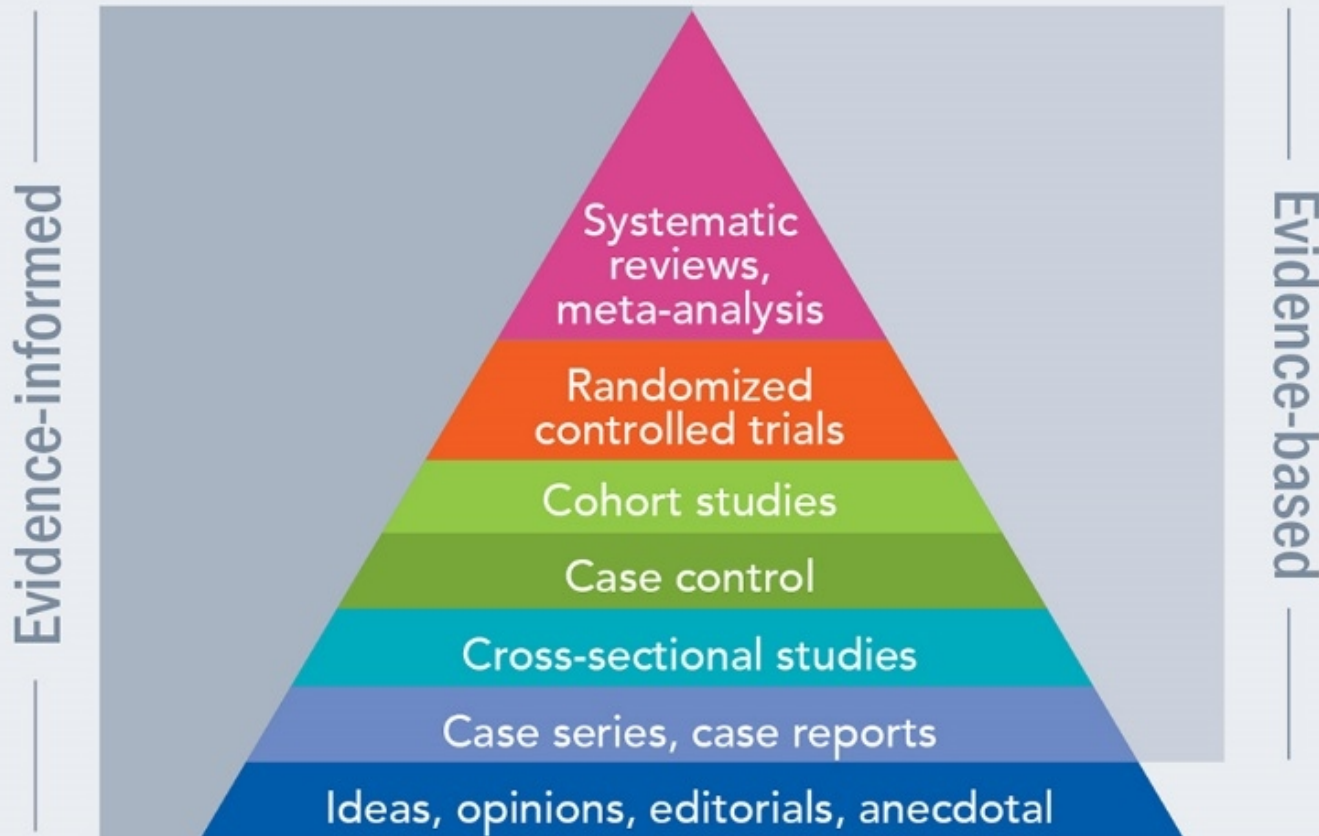 Evidence-informed
Systematic
reviews,
meta-analysis
Randomized
controlled trials
Cohort studies
Case control
Cross-sectional studies
Case series, case reports
Ideas, opinions, editorials, anecdotal
Evidence-based